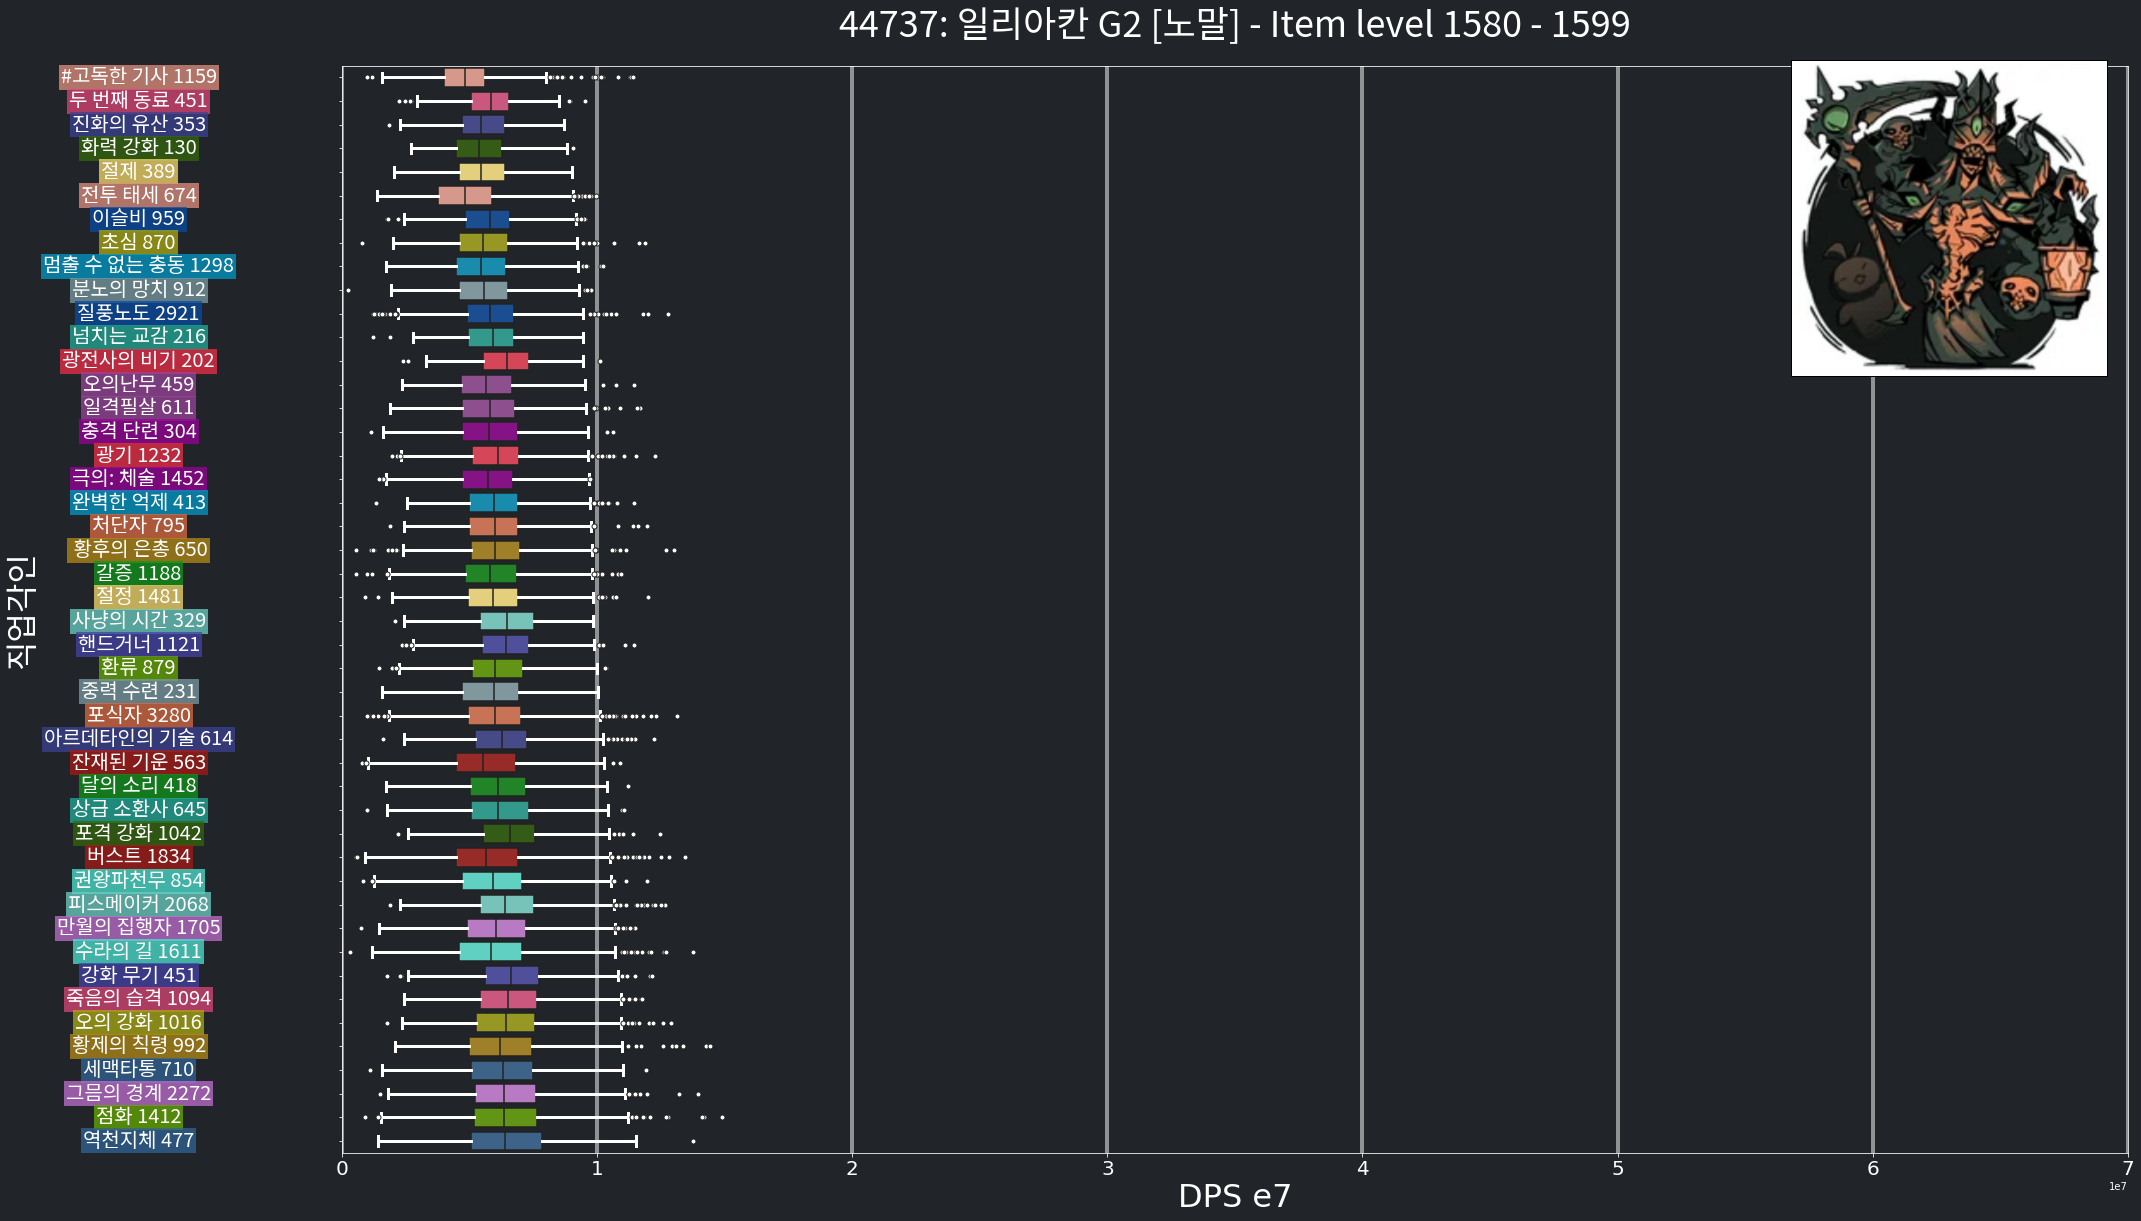 44737: 일리아칸 G2 [노말] - Item level 1580 - 1599
직업각인
#고독한 기사 1159
두 번째 동료 451
진화의 유산 353
화력 강화 130
절제 389
전투 태세 674
이슬비 959
초심 870
멈출 수 없는 충동 1298
분노의 망치 912
질풍노도 2921
넘치는 교감 216
광전사의 비기 202
오의난무 459
일격필살 611
충격 단련 304
광기 1232
극의: 체술 1452
완벽한 억제 413
처단자 795
황후의 은총 650
갈증 1188
절정 1481
사냥의 시간 329
핸드거너 1121
환류 879
중력 수련 231
포식자 3280
아르데타인의 기술 614
잔재된 기운 563
달의 소리 418
상급 소환사 645
포격 강화 1042
버스트 1834
권왕파천무 854
피스메이커 2068
만월의 집행자 1705
수라의 길 1611
강화 무기 451
죽음의 습격 1094
오의 강화 1016
황제의 칙령 992
세맥타통 710
그믐의 경계 2272
점화 1412
역천지체 477
0 1 2 3 4 5 6 7
1e7
DPS e7